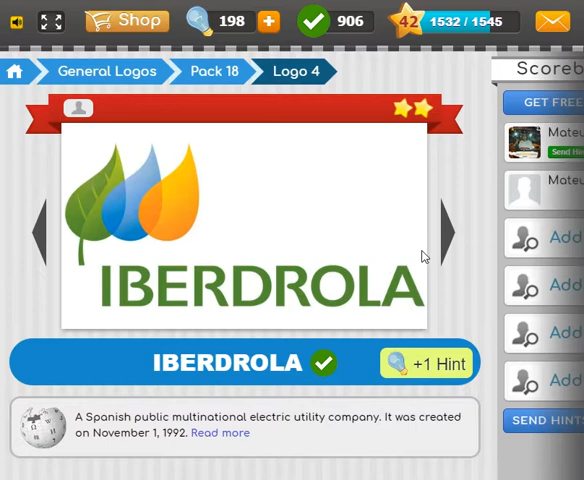 Shop
198
906
42
1532 / 1545
General Logos
Pack 18
Logo 4
Scoreb
GET FREE
Mateu
Send Hin
Mateu
Add
Add
Add
Add
SEND HINTS
IBERDROLA
IBERDROLA
+1 Hint
A Spanish public multinational electric utility company. It was created
on November 1, 1992. Read more